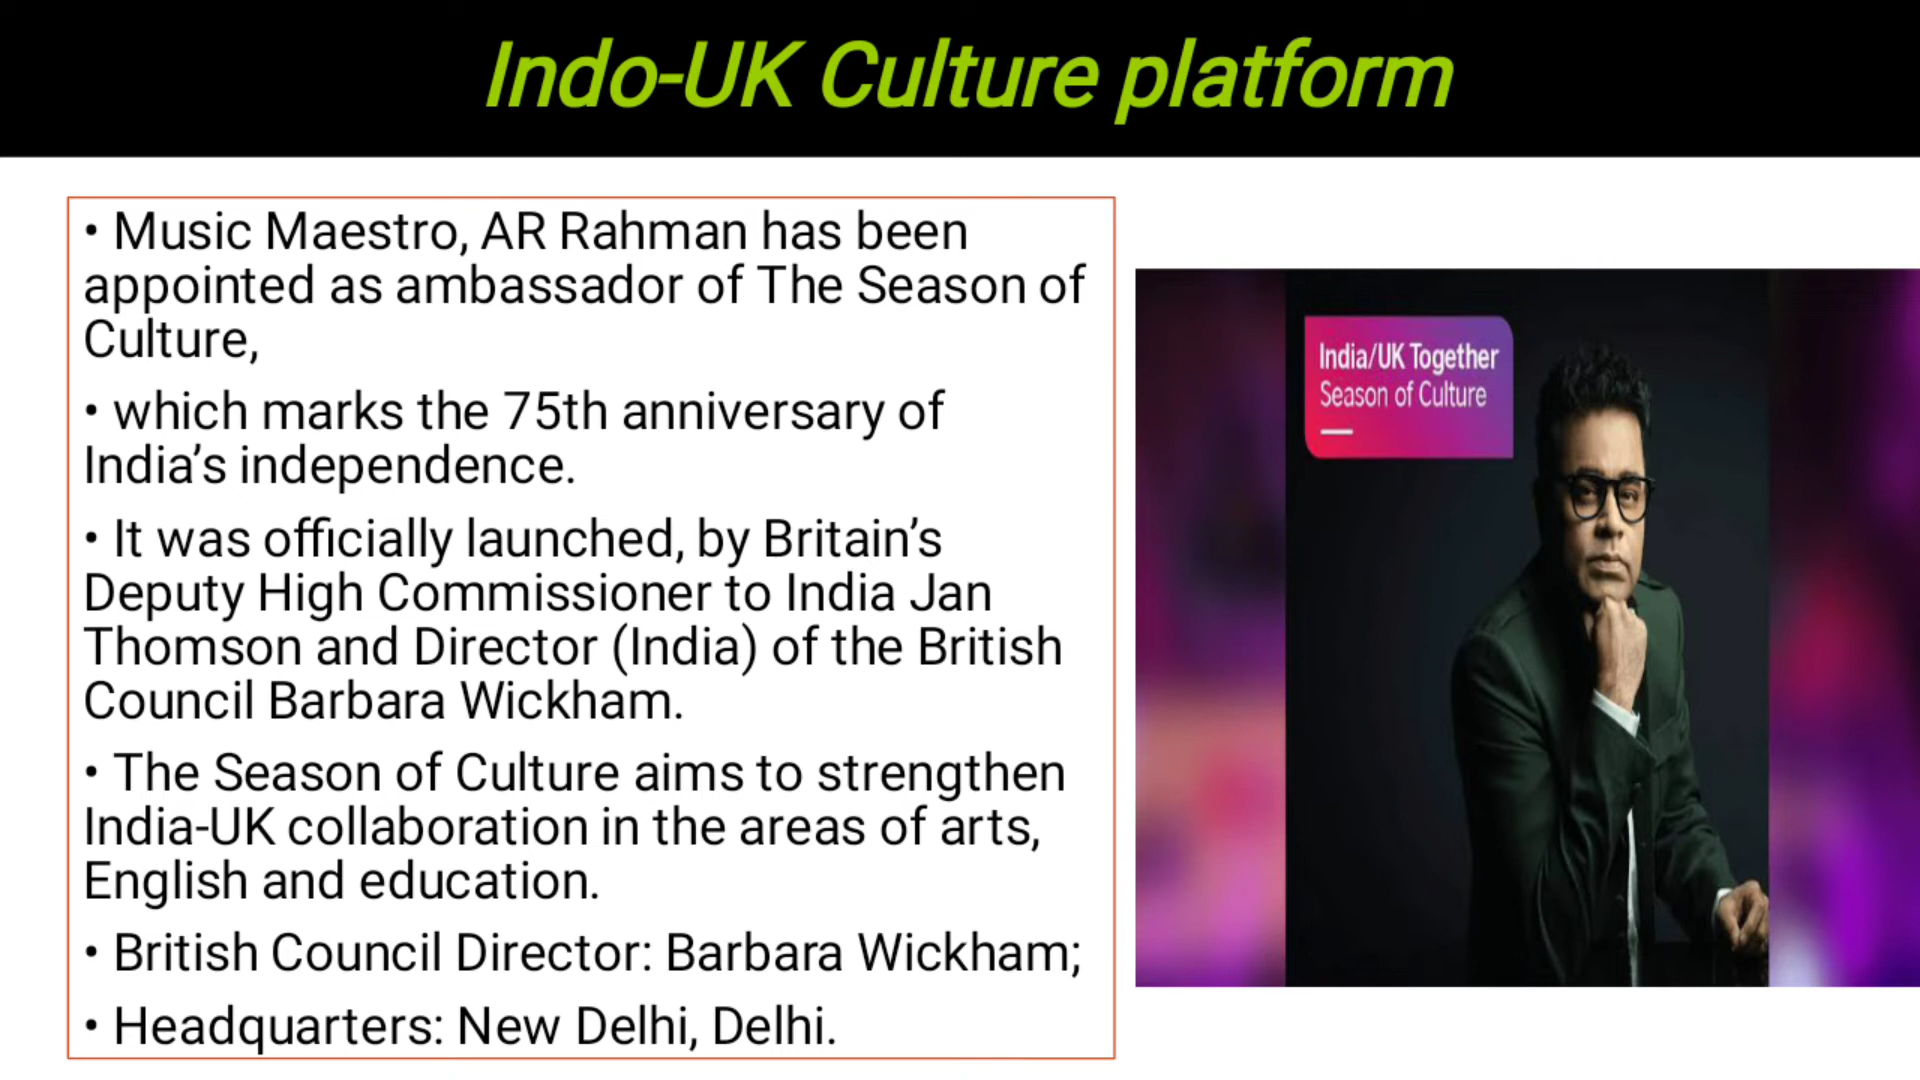 Indo-UK Culture platform
• Music Maestro, AR Rahman has been
appointed as ambassador of The Season of
Culture,
• which marks the 75th anniversary of
India’s independence.
• It was officially launched, by Britain’s
Deputy High Commissioner to India Jan
Thomson and Director (India) of the British
Council Barbara Wickham.
• The Season of Culture aims to strengthen
India-UK collaboration in the areas of arts,
English and education.
• British Council Director: Barbara Wickham;
• Headquarters: New Delhi, Delhi.
India/UK Together
Season of Culture